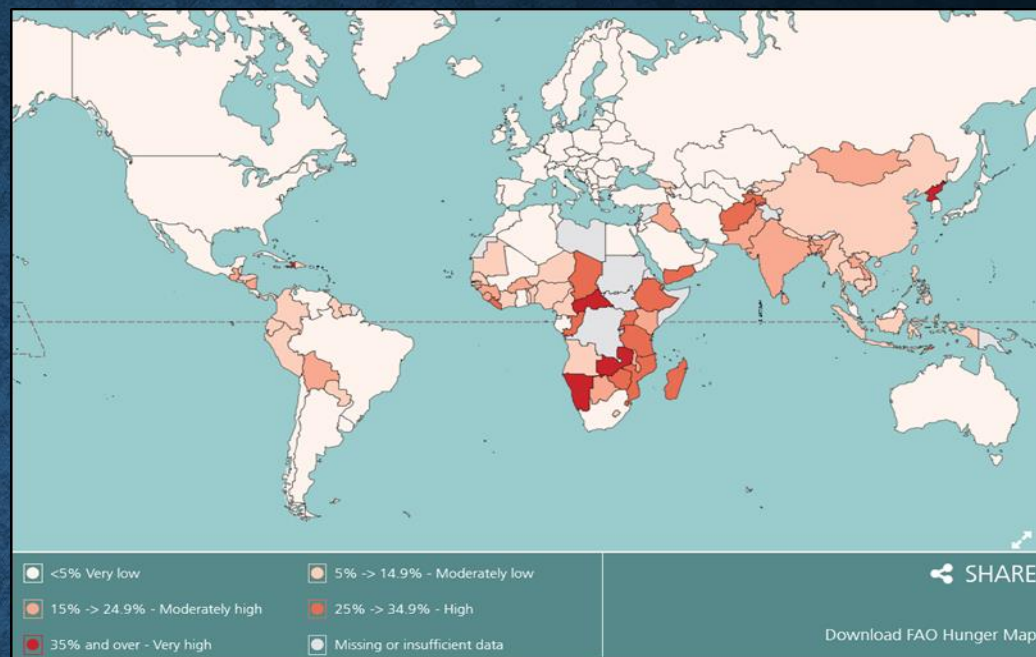 <5% Very low
5% -> 14.9% - Moderately low
15% -> 24.9% - Moderately high
25% -> 34.9% - High
35% and over - Very high
Missing or insufficient data
SHARE
Download FAO Hunger Map